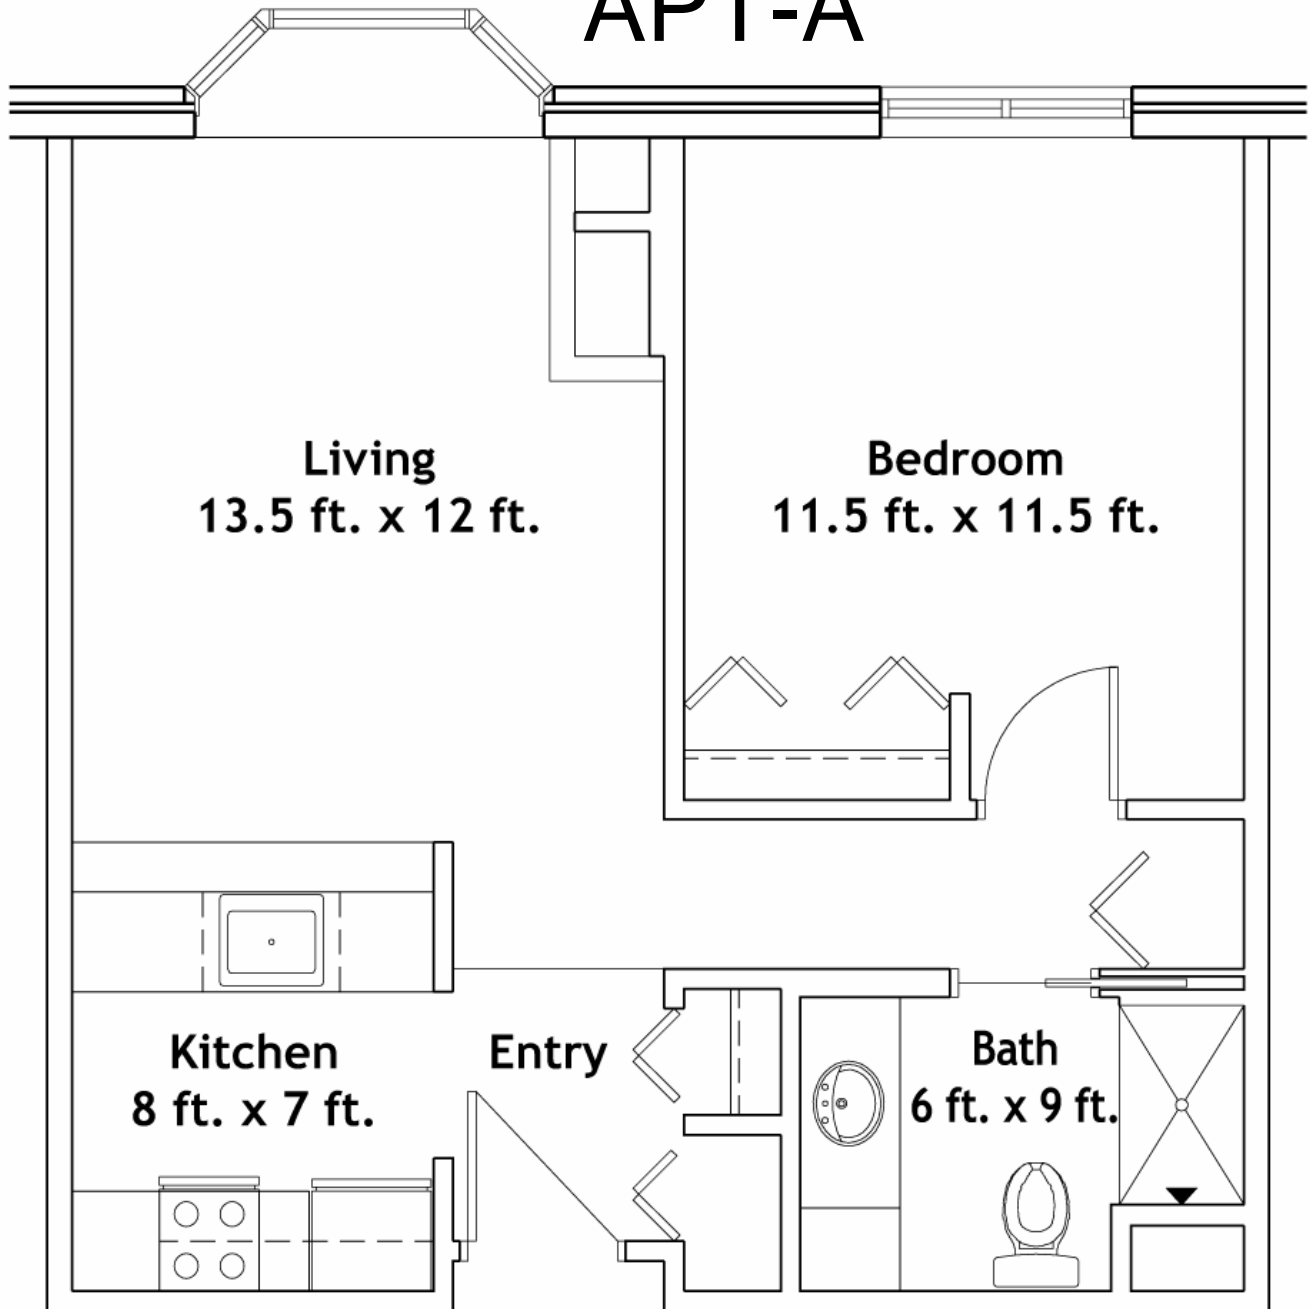 APT-A
Living
13.5 ft. x 12 ft.
Bedroom
11.5 ft. x 11.5 ft.
Kitchen
8 ft. x 7 ft.
Entry
Bath
6 ft. x 9 ft.